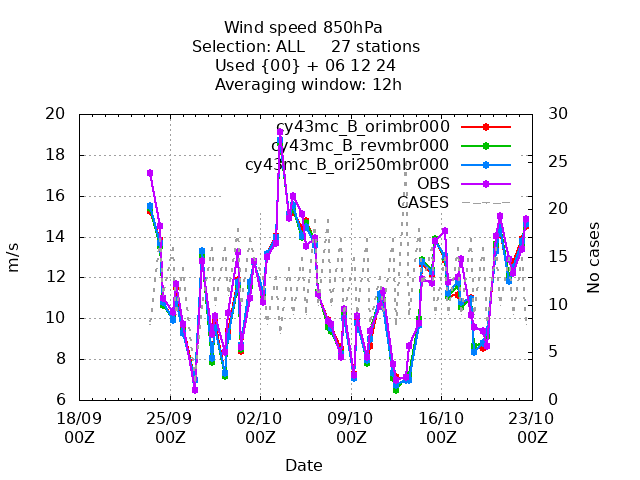 Wind speed 850hPa
Selection: ALL 27 stations
Used {00} + 06 12 24
Averaging window: 12h
20 30
cy43mc_B_orimbr000
cy43mc_B_revmbr000
18 25
cy43mc_B_ori250mbr000
OBS
16 20
CASES
14 15
m/s
No cases
12
10 10
8 5
6 0
18/09 25/09 02/10 09/10 16/10 23/10
00Z 00Z 00Z 00Z 00Z 00Z
Date